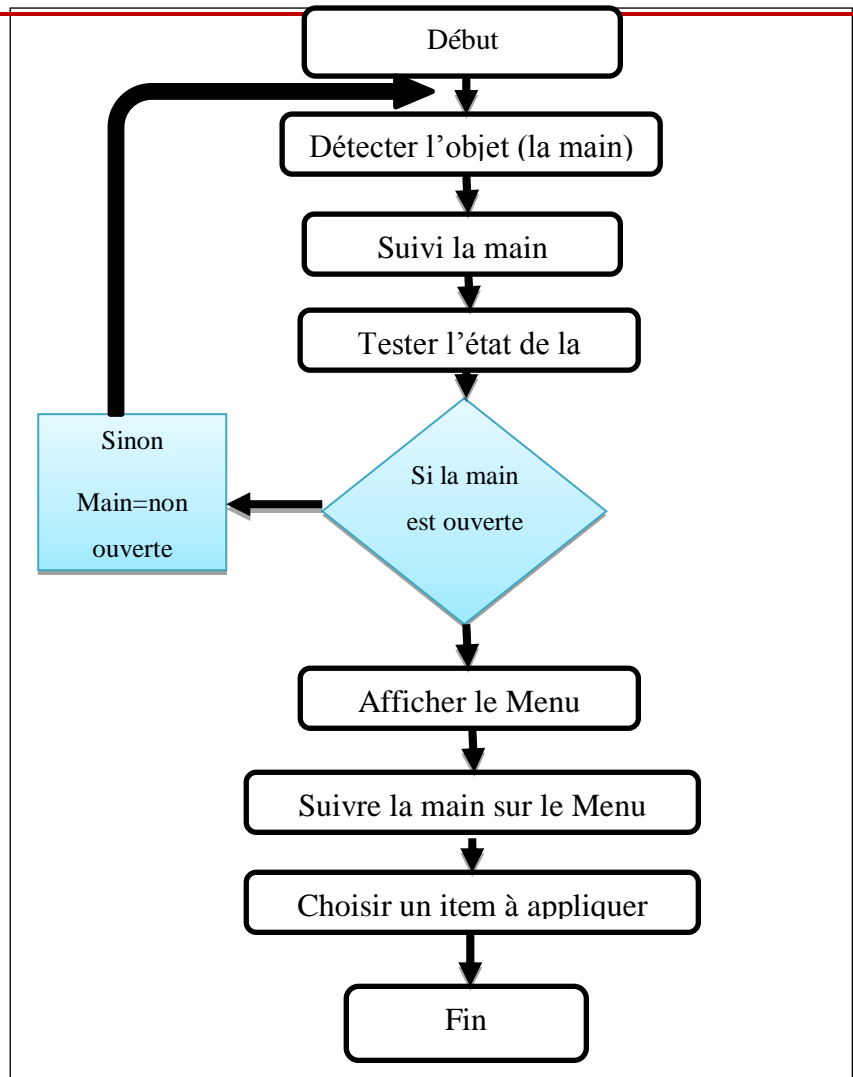 Début
Détecter l’objet (la main)
Suivi la main
Tester l’état de la
Si la main
est ouverte
Sinon
Main=non
ouverte
Afficher le Menu
Suivre la main sur le Menu
Choisir un item à appliquer
Fin